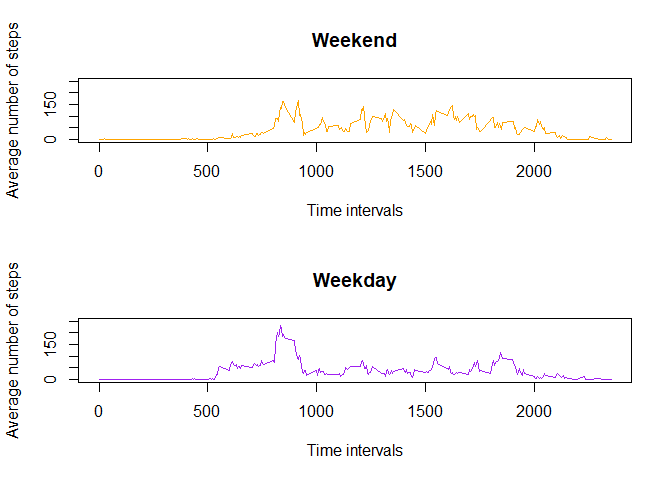 Weekend
Average number of steps
150
0
0 500 1000 1500 2000
Time intervals
Weekday
Average number of steps
150
0
0 500 1000 1500 2000
Time intervals